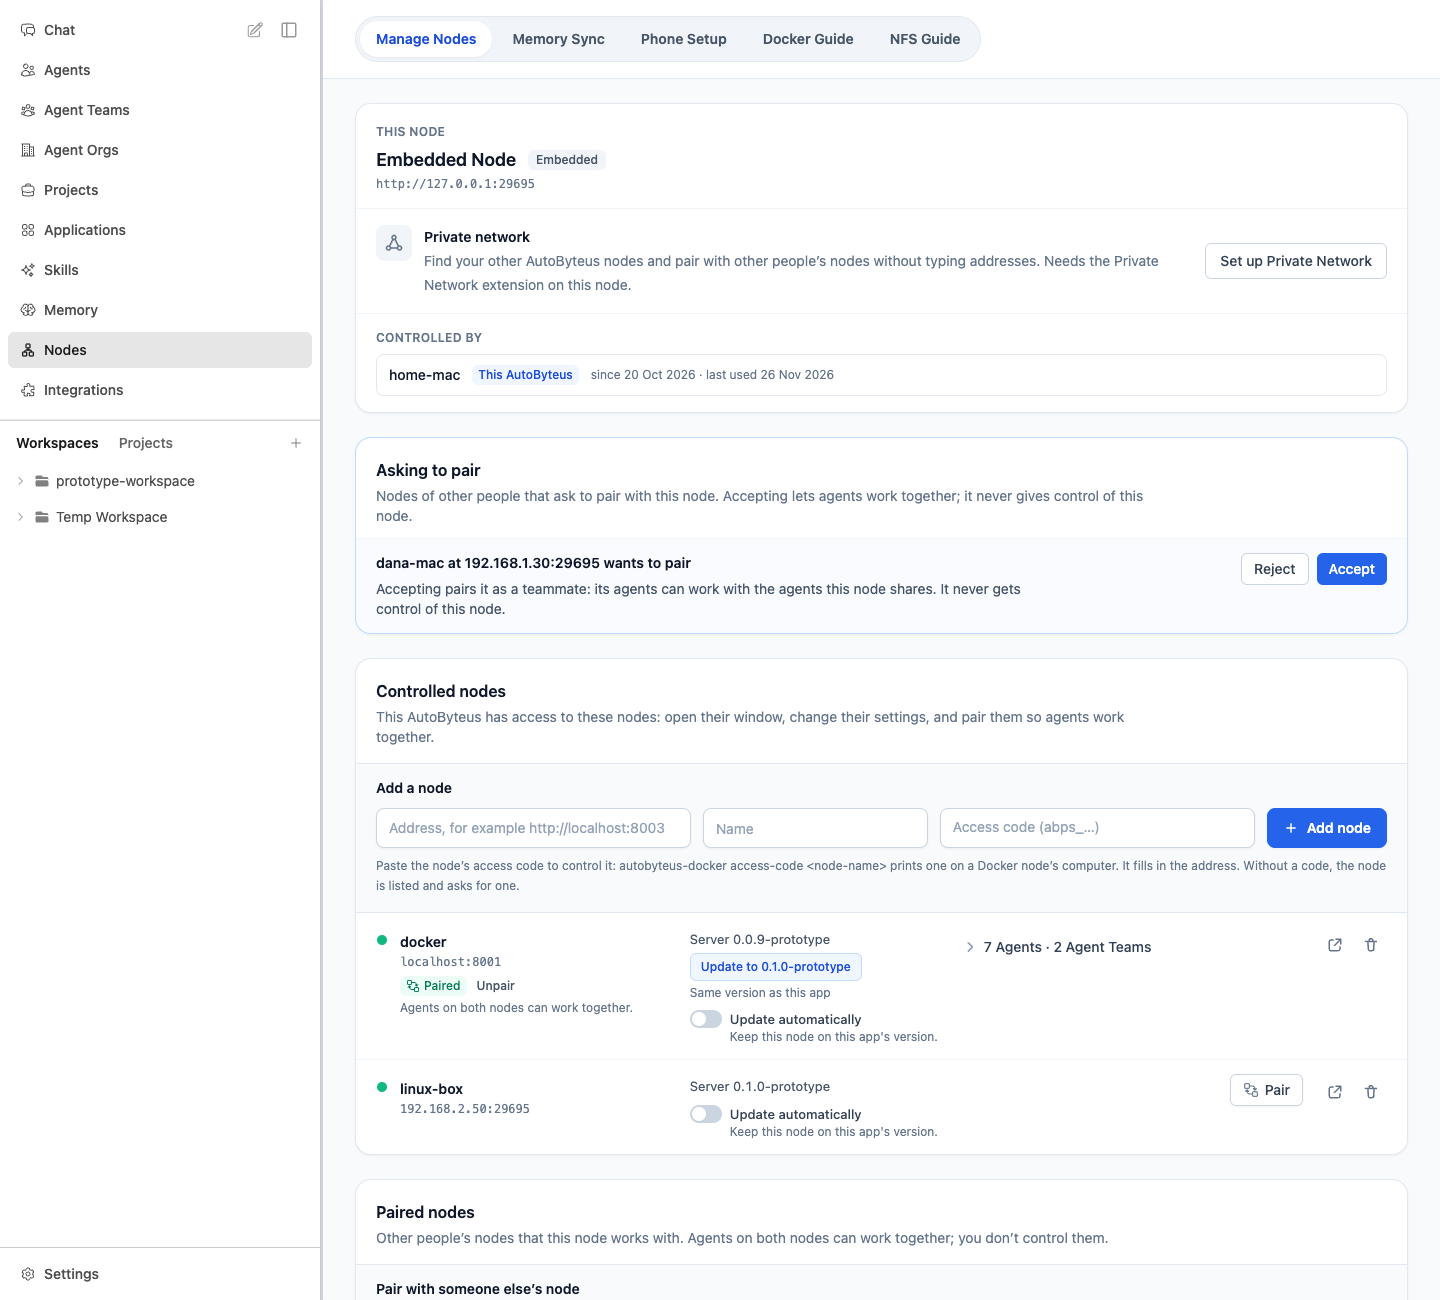 Chat
Agents
Agent Teams
Agent Orgs
Projects
Applications
Skills
Memory
Nodes
Integrations
Workspaces
Projects
prototype-workspace
Temp Workspace
Settings
Manage Nodes
Memory Sync
Phone Setup
Docker Guide
NFS Guide
THIS NODE
Embedded Node
Embedded
http://127.0.0.1:29695
Private network
Find your other AutoByteus nodes and pair with other people’s nodes without typing addresses. Needs the Private
Network extension on this node.
Set up Private Network
CONTROLLED BY
home-mac
This AutoByteus
since 20 Oct 2026 · last used 26 Nov 2026
Asking to pair
Nodes of other people that ask to pair with this node. Accepting lets agents work together; it never gives control of this
node.
dana-mac at 192.168.1.30:29695 wants to pair
Accepting pairs it as a teammate: its agents can work with the agents this node shares. It never gets
control of this node.
Reject
Accept
Controlled nodes
This AutoByteus has access to these nodes: open their window, change their settings, and pair them so agents work
together.
Add a node
Address, for example http://localhost:8003
Name
Access code (abps_…)
Add node
Paste the node’s access code to control it: autobyteus-docker access-code <node-name> prints one on a Docker node’s computer. It fills in the address. Without a code, the node
is listed and asks for one.
docker
localhost:8001
Paired
Unpair
Agents on both nodes can work together.
Server 0.0.9-prototype
Update to 0.1.0-prototype
Same version as this app
Update automatically
Keep this node on this app's version.
7 Agents · 2 Agent Teams
linux-box
192.168.2.50:29695
Server 0.1.0-prototype
Update automatically
Keep this node on this app's version.
Pair
Paired nodes
Other people’s nodes that this node works with. Agents on both nodes can work together; you don’t control them.
Pair with someone else’s node